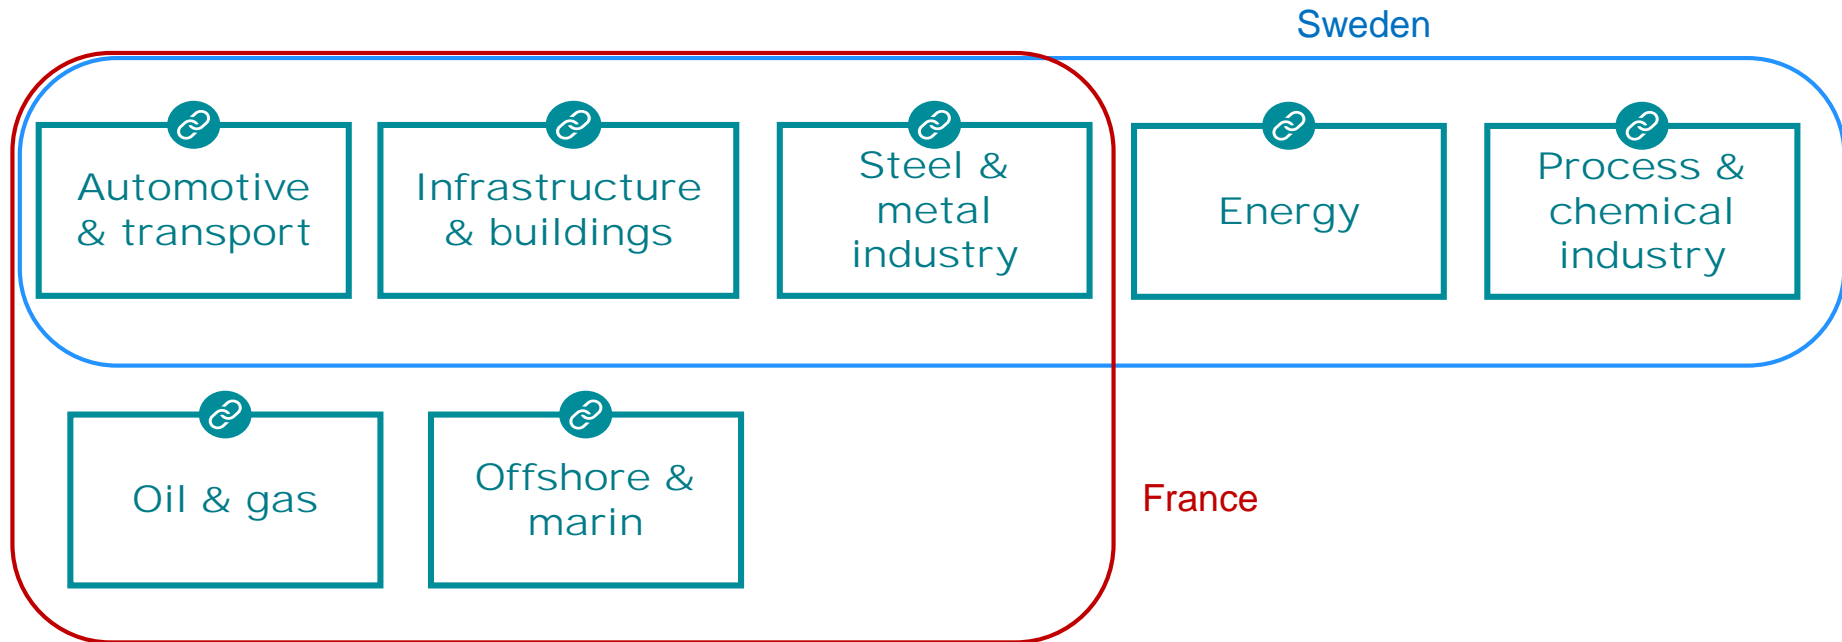 Sweden
Automotive
& transport
Infrastructure
& buildings
Steel &
metal
industry
Energy
Process &
chemical
industry
Oil & gas
Offshore &
marin
France